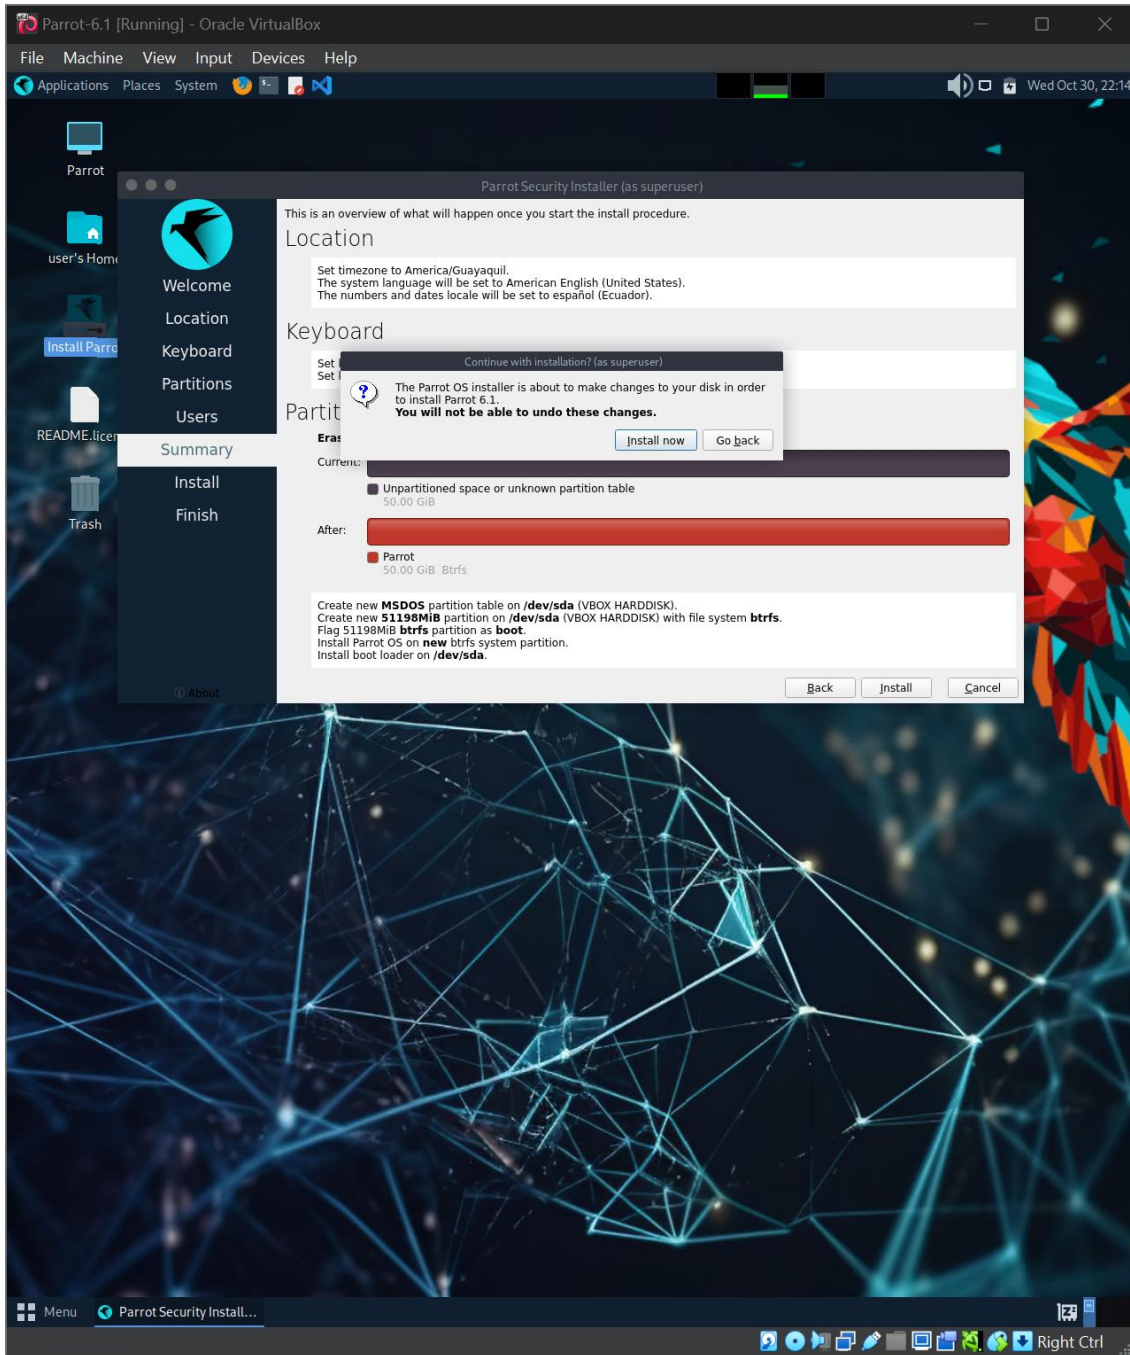 Parrot-6.1 [Running] - Oracle VirtualBox
File Machine View Input Devices Help
Applications Places System Wed Oct 30, 22:14
Parrot
user's Home
Install Parro
README.licen
Trash
Parrot Security Installer (as superuser)
Welcome
Location
Keyboard
Partitions
Users
Summary
Install
Finish
About
This is an overview of what will happen once you start the install procedure.
Location
Set timezone to America/Guayaquil.
The system language will be set to American English (United States).
The numbers and dates locale will be set to español (Ecuador).
Keyboard
Set
Set
Continue with installation? (as superuser)
The Parrot OS installer is about to make changes to your disk in order
to install Parrot 6.1.
You will not be able to undo these changes.
Install now Go back
Partit
Eras
Current:
Unpartitioned space or unknown partition table
50.00 GiB
After:
Parrot
50.00 GiB Btrfs
Create new MSDOS partition table on /dev/sda (VBOX HARDDISK).
Create new 51198MiB partition on /dev/sda (VBOX HARDDISK) with file system btrfs.
Flag 51198MiB btrfs partition as boot.
Install Parrot OS on new btrfs system partition.
Install boot loader on /dev/sda.
Back Install Cancel
Menu Parrot Security Install...
Right Ctrl